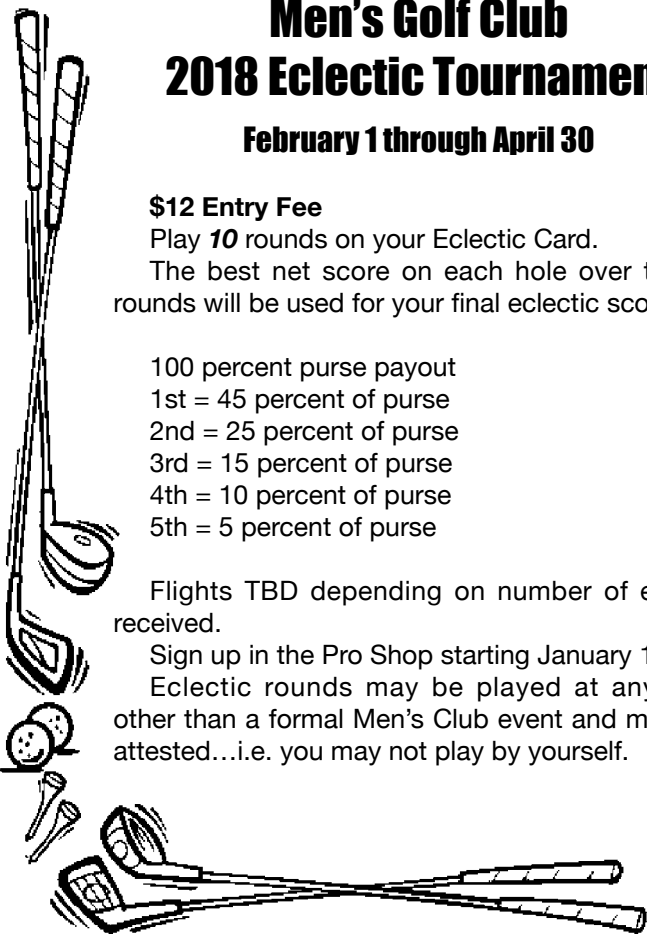 Men’s Golf Club
2018 Eclectic Tournamen
February 1 through April 30
$12 Entry Fee
Play 10 rounds on your Eclectic Card.
The best net score on each hole over t
rounds will be used for your final eclectic sco
100 percent purse payout
1st = 45 percent of purse
2nd = 25 percent of purse
3rd = 15 percent of purse
4th = 10 percent of purse
5th = 5 percent of purse
Flights TBD depending on number of e
received.
Sign up in the Pro Shop starting January 1
Eclectic rounds may be played at any
other than a formal Men’s Club event and m
attested…i.e. you may not play by yourself.